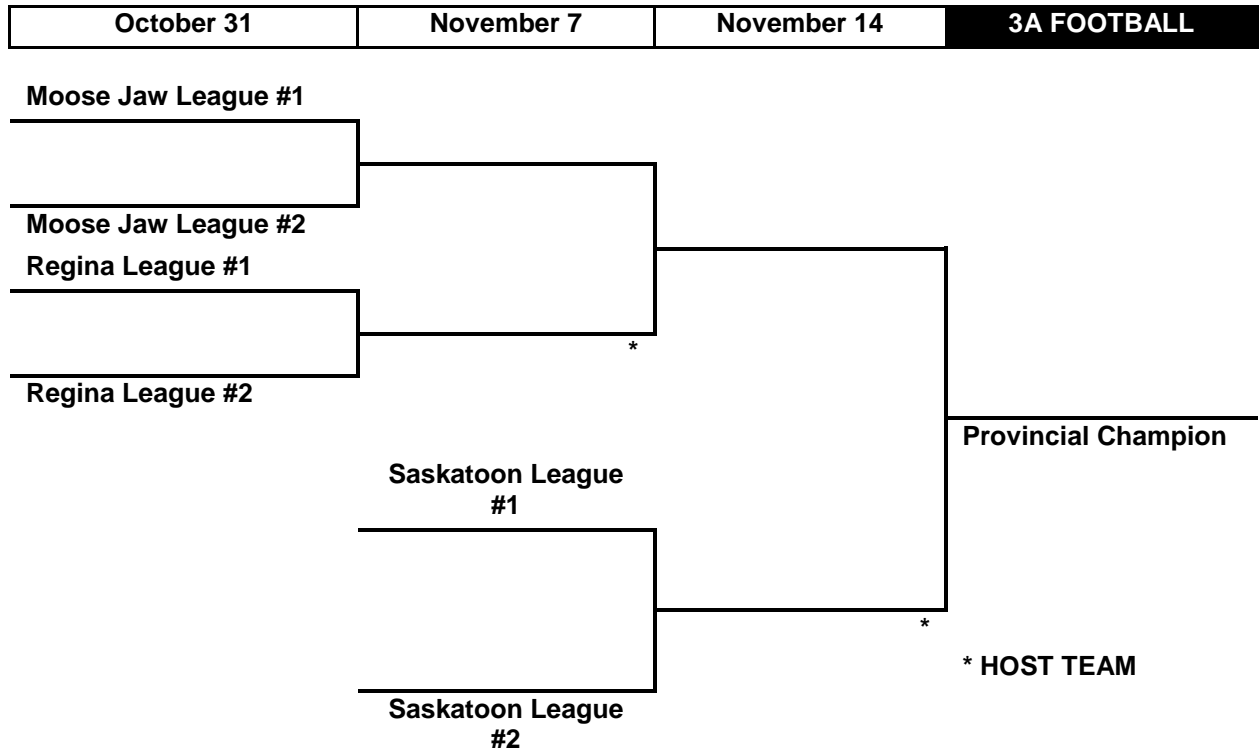 October 31 November 7 November 14 3A FOOTBALL
Moose Jaw League #1
Moose Jaw League #2
Regina League #1
*
Regina League #2
Provincial Champion
Saskatoon League
#1
*
* HOST TEAM
Saskatoon League
#2